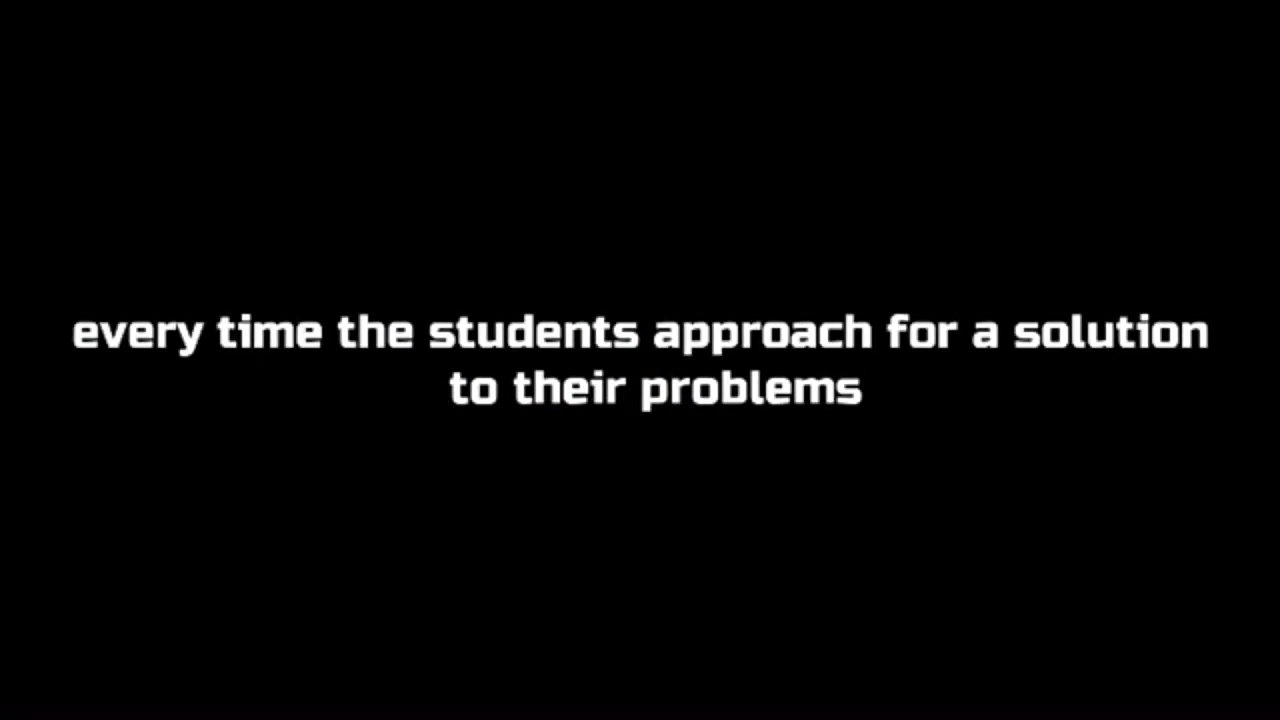 every time the students approach for a solution
to their problems